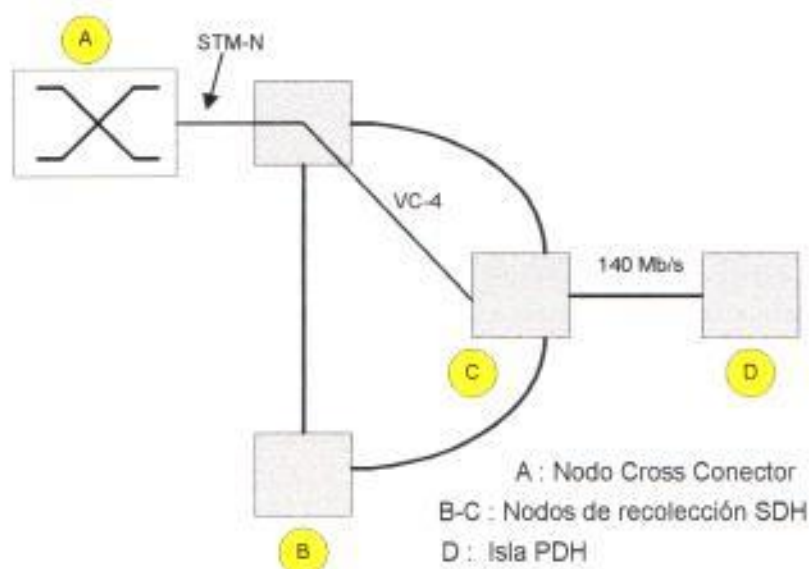 A
STM-N
VC-4
140 Mb/s
C
D
B
A : Nodo Cross Conector
B-C : Nodos de recolección SDH
D : Isla PDH